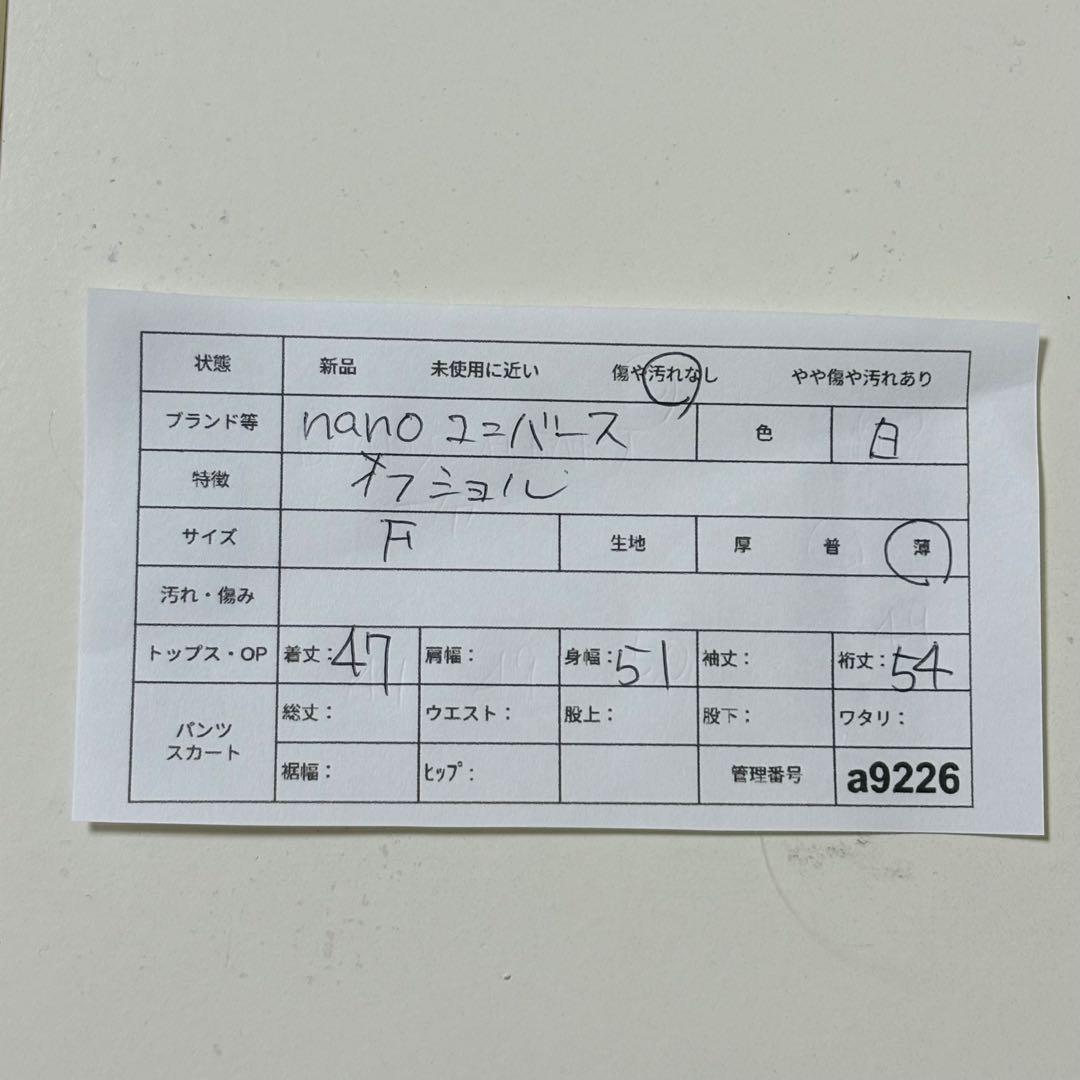 状態 新品 未使用に近い 傷や汚れなし やや傷や汚れあり
ブランド等 nano ユニバース 色 白
特徴 オフショル
サイズ F 生地 厚 普 薄
汚れ・傷み
トップス・OP 着丈：47 肩幅： 身幅：51 袖丈： 裄丈：54
パンツ スカート 総丈： ウエスト： 股上： 股下： ワタリ：
裾幅： ﾋｯﾌﾟ： 管理番号 a9226